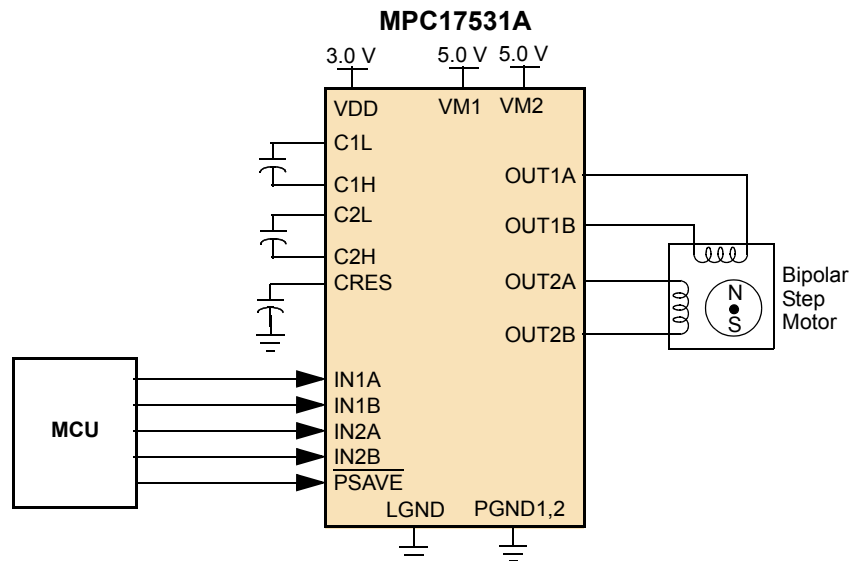 MPC17531A
3.0 V
5.0 V
5.0 V
VDD
VM1
VM2
C1L
C1H
C2L
C2H
CRES
OUT1A
OUT1B
OUT2A
OUT2B
N
S
Bipolar
Step
Motor
MCU
IN1A
IN1B
IN2A
IN2B
PSAVE
LGND
PGND1,2